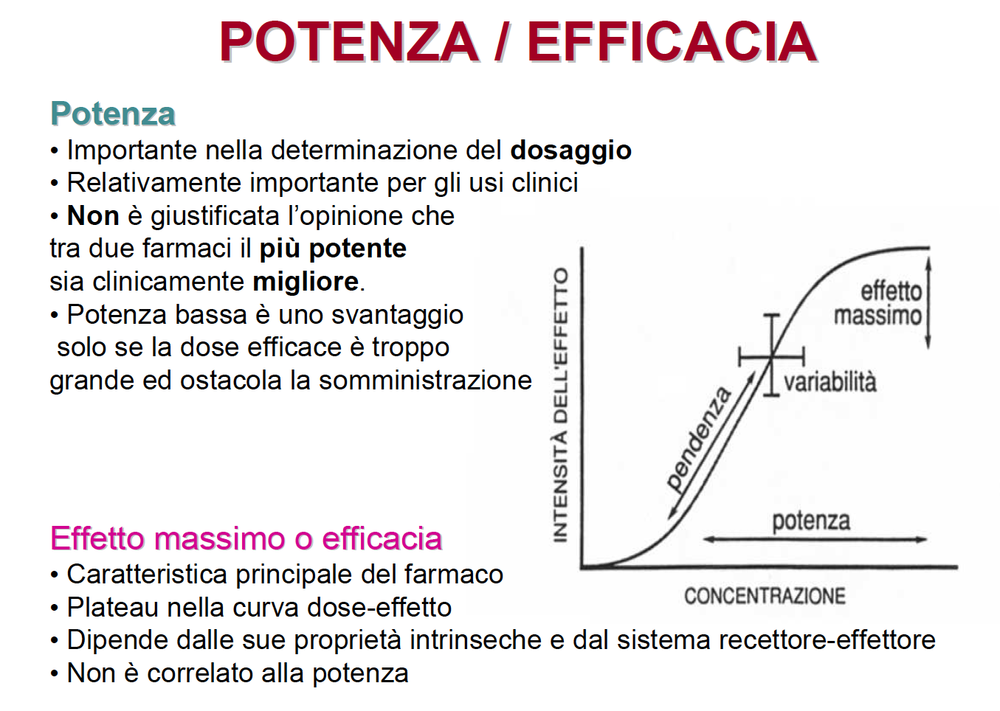 POTENZA / EFFICACIA
Potenza
• Importante nella determinazione del dosaggio
• Relativamente importante per gli usi clinici
• Non è giustificata l’opinione che
tra due farmaci il più potente
sia clinicamente migliore.
• Potenza bassa è uno svantaggio
solo se la dose efficace è troppo
grande ed ostacola la somministrazione
INTENSITÀ DELL'EFFETTO
effetto
massimo
variabilità
pendenza
potenza
CONCENTRAZIONE
Effetto massimo o efficacia
• Caratteristica principale del farmaco
• Plateau nella curva dose-effetto
• Dipende dalle sue proprietà intrinseche e dal sistema recettore-effettore
• Non è correlato alla potenza